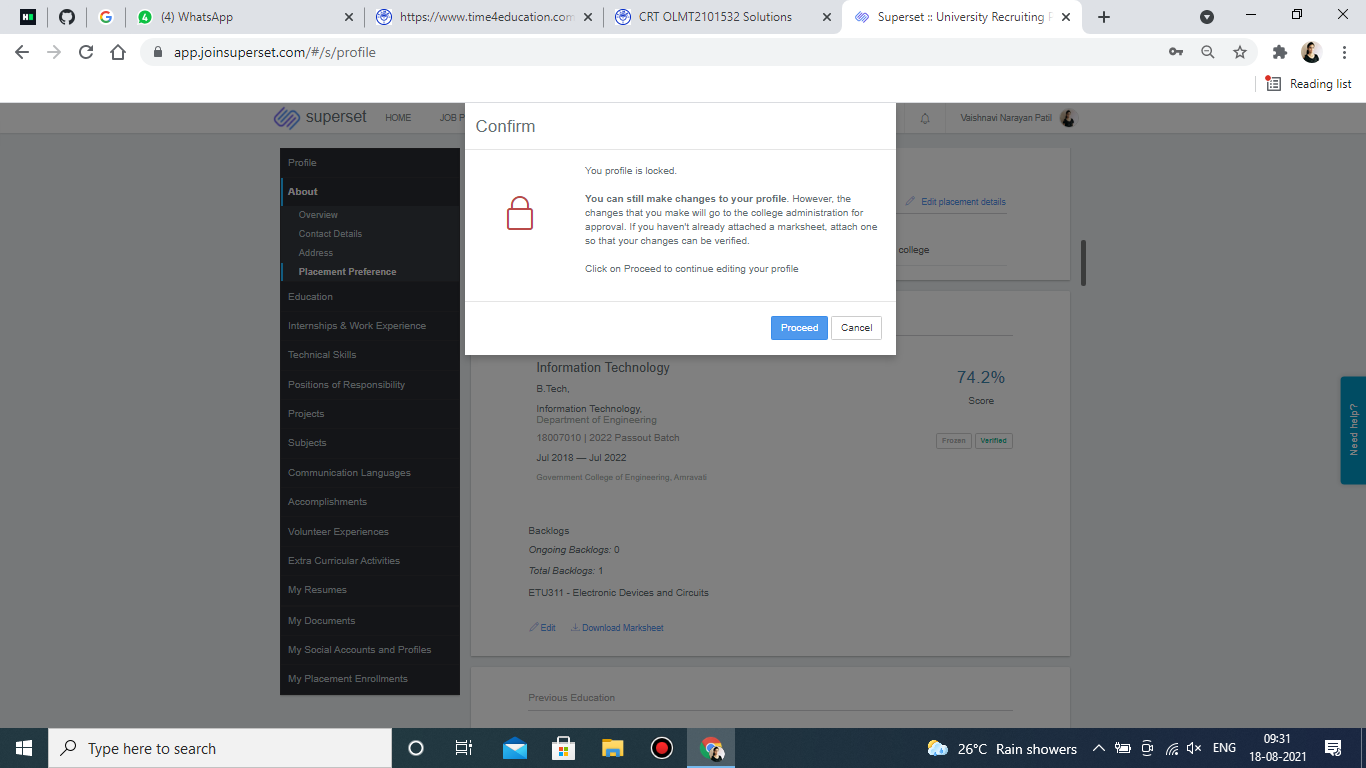 (4) WhatsApp
https://www.time4education.com
CRT OLMT2101532 Solutions
Superset :: University Recruiting
app.joinsuperset.com/#/s/profile
Reading list
superset
HOME
JOB P
Vaishnavi Narayan Patil
Confirm
You profile is locked.
You can still make changes to your profile. However, the
changes that you make will go to the college administration for
approval. If you haven't already attached a marksheet, attach one
so that your changes can be verified.
Click on Proceed to continue editing your profile
Proceed
Cancel
Profile
About
Overview
Contact Details
Address
Placement Preference
Education
Internships & Work Experience
Technical Skills
Positions of Responsibility
Projects
Subjects
Communication Languages
Accomplishments
Volunteer Experiences
Extra Curricular Activities
My Resumes
My Documents
My Social Accounts and Profiles
My Placement Enrollments
Edit placement details
college
Information Technology
B.Tech,
Information Technology,
Department of Engineering
18007010 | 2022 Passout Batch
Jul 2018 — Jul 2022
Government College of Engineering, Amravati
74.2%
Score
Frozen
Verified
Backlogs
Ongoing Backlogs: 0
Total Backlogs: 1
ETU311 - Electronic Devices and Circuits
Edit
Download Marksheet
Previous Education
Need help?
Type here to search
26°C Rain showers
ENG
09:31
18-08-2021